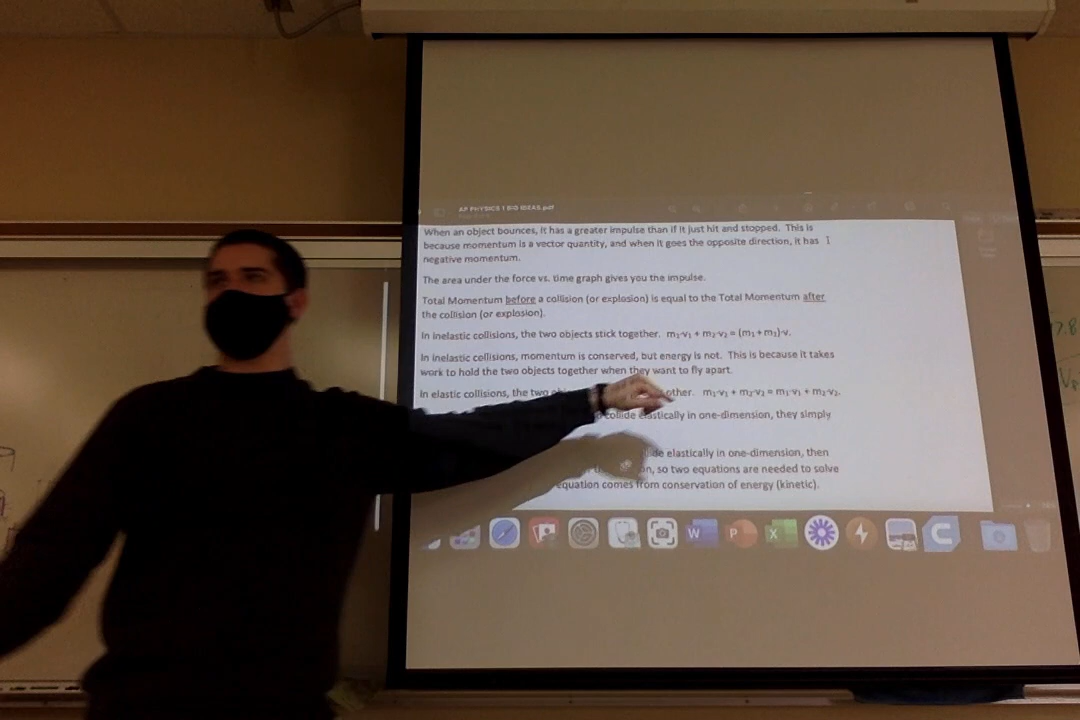 AP PHYSICS 1 BIG IDEAS.pdf
When an object bounces, it has a greater impulse than if it just hit and stopped. This is
because momentum is a vector quantity, and when it goes the opposite direction, it has
negative momentum.
The area under the force vs. time graph gives you the impulse.
Total Momentum before a collision (or explosion) is equal to the Total Momentum after
the collision (or explosion).
In inelastic collisions, the two objects stick together. m₁·v₁ + m₂·v₂ = (m₁ + m₂)·v.
In inelastic collisions, momentum is conserved, but energy is not. This is because it takes
work to hold the two objects together when they want to fly apart.
In elastic collisions, the two other. m₁·v₁ + m₂·v₂ = m₁·v₁ + m₂·v₂.
collide elastically in one-dimension, they simply
elastically in one-dimension, then
so two equations are needed to solve
equation comes from conservation of energy (kinetic).
W P X
7.8